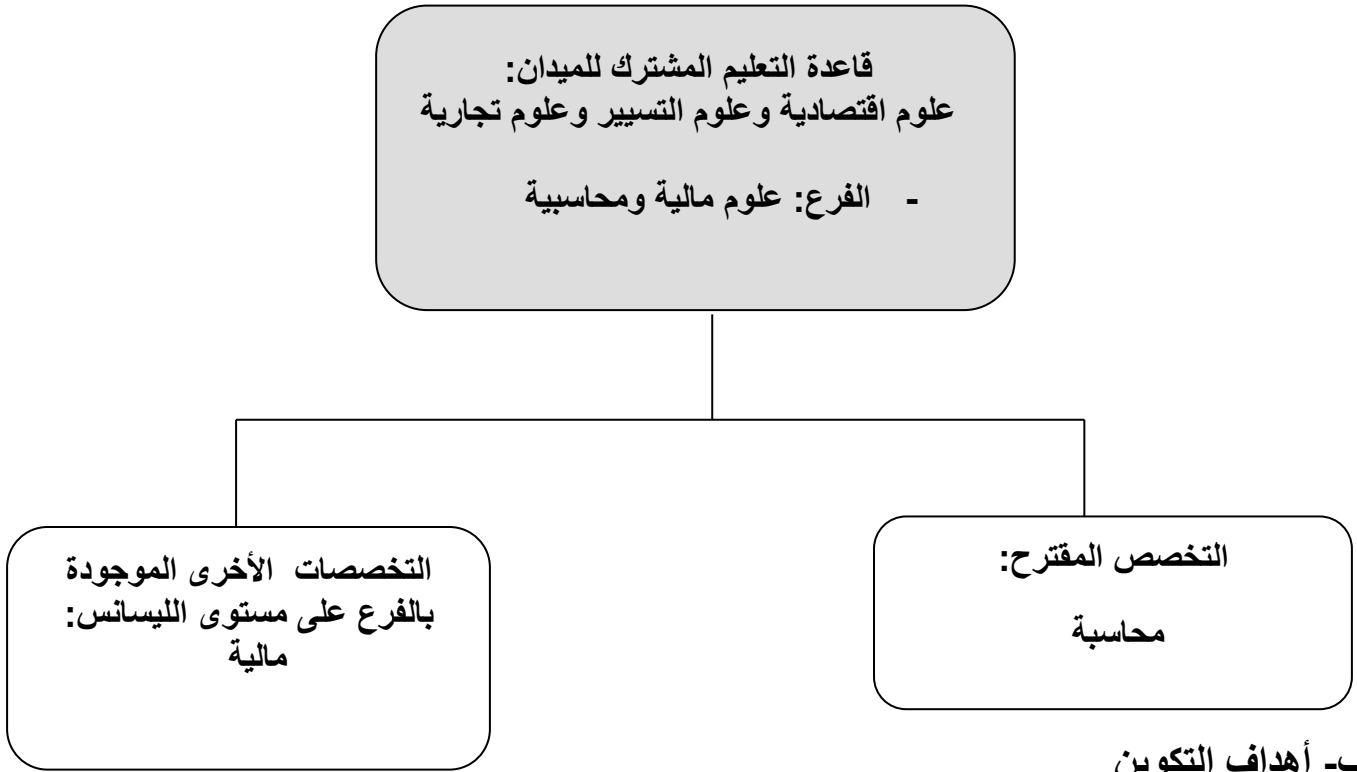 قاعدة التعليم المشترك للميدان:
علوم اقتصادية وعلوم التسيير وعلوم تجارية
- الفرع: علوم مالية ومحاسبية
التخصص المقترح:
محاسبة
التخصصات الأخرى الموجودة
بالفرع على مستوى الليسانس:
مالية
ب- أهداف التكوين